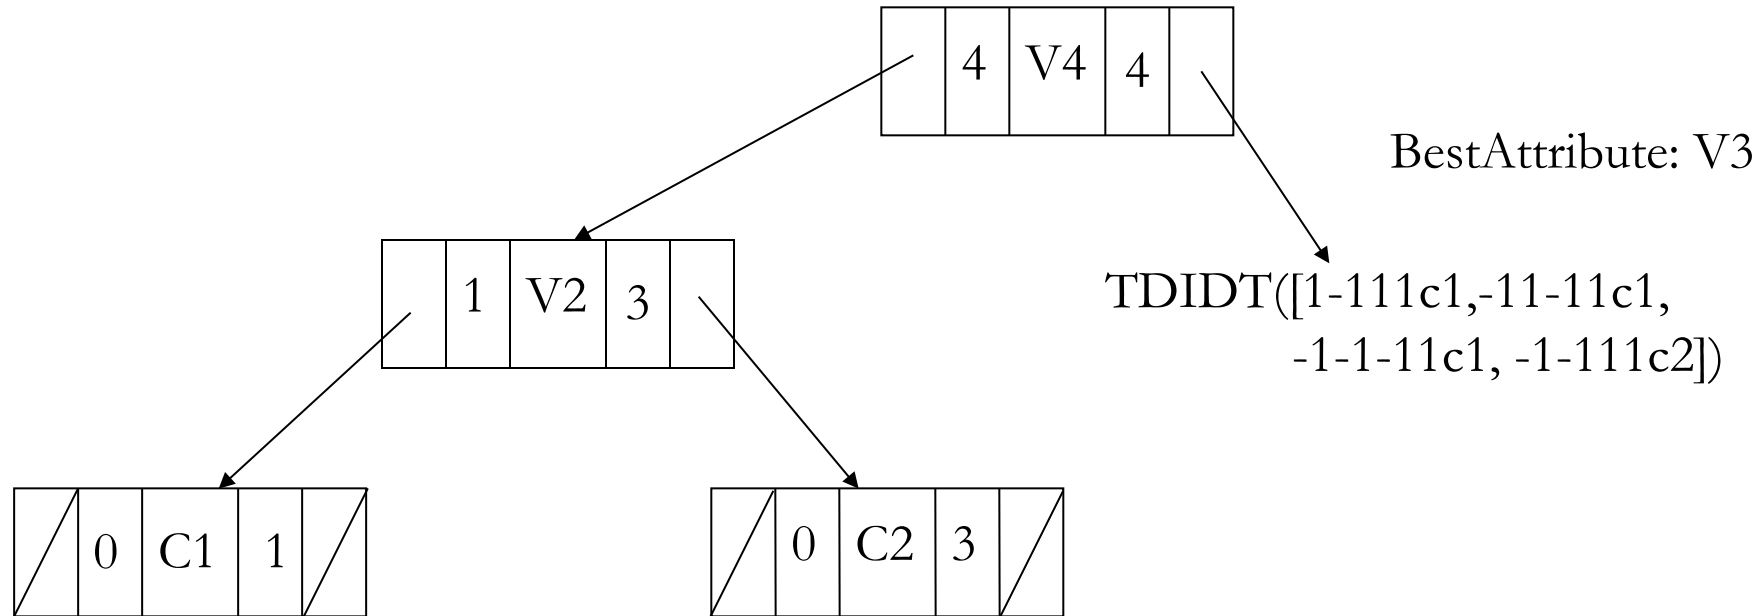 4 V4 4
BestAttribute: V3
1 V2 3
TDIDT([1-111c1,-11-11c1,
-1-1-11c1, -1-111c2])
0 C1 1
0 C2 3